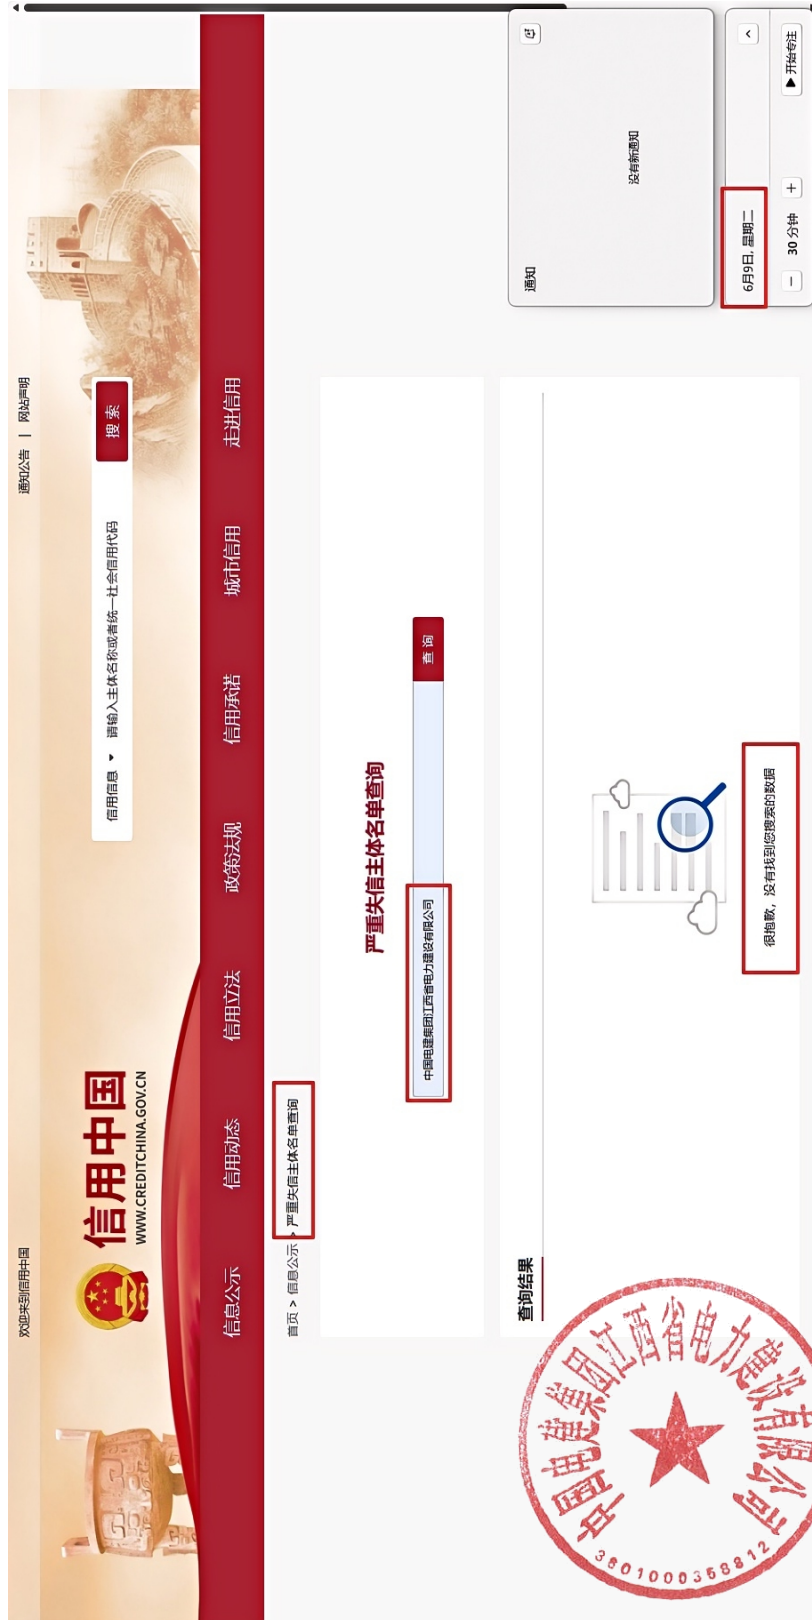 欢迎来到信用中国
通知公告 | 网站声明
信用中国
WWW.CREDITCHINA.GOV.CN
信用信息 请输入主体名称或者统一社会信用代码 搜索
信息公示 信用动态 信用立法 政策法规 信用承诺 城市信用 走进信用
首页 > 信息公示 > 严重失信主体名单查询
严重失信主体名单查询
中国电建集团江西省电力建设有限公司 查询
查询结果
很抱歉，没有找到您搜索的数据
通知
没有新通知
6月9日, 星期二
30 分钟
开始专注
中国电建集团江西省电力建设有限公司
3601000358812